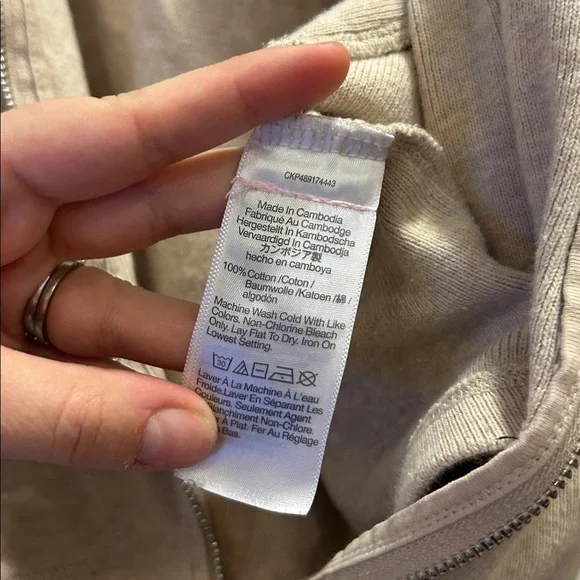 CKP489174443
Made In Cambodia
Fabriqué Au Cambodge
Hergestellt In Kambodscha
Vervaardigd In Cambodja
カンボジア製
hecho en camboya
100% Cotton /Coton /
Baumwolle /Katoen /綿 /
algodón
Machine Wash Cold With Like
Colors. Non-Chlorine Bleach
Only. Lay Flat To Dry. Iron On
Lowest Setting.
30
Laver À La Machine À L'eau
Froide.Laver En Séparant Les
Couleurs. Seulement Agent
Blanchiment Non-Chlore.
À Plat. Fer Au Réglage
Bas.